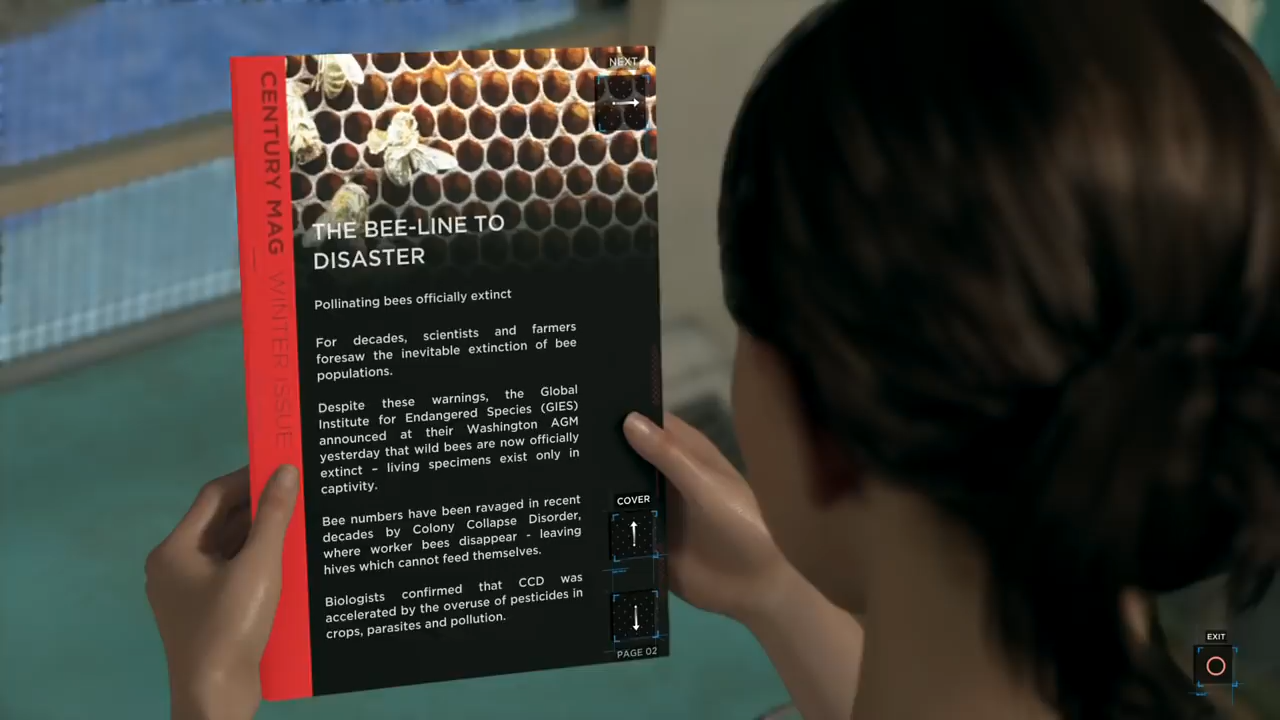 CENTURY MAG WINTER ISSUE
NEXT
THE BEE-LINE TO
DISASTER
Pollinating bees officially extinct
For decades, scientists and farmers
foresaw the inevitable extinction of bee
populations.
Despite these warnings, the Global
Institute for Endangered Species (GIES)
announced at their Washington AGM
yesterday that wild bees are now officially
extinct – living specimens exist only in
captivity.
Bee numbers have been ravaged in recent
decades by Colony Collapse Disorder,
where worker bees disappear - leaving
hives which cannot feed themselves.
Biologists confirmed that CCD was
accelerated by the overuse of pesticides in
crops, parasites and pollution.
COVER
PAGE 02
EXIT